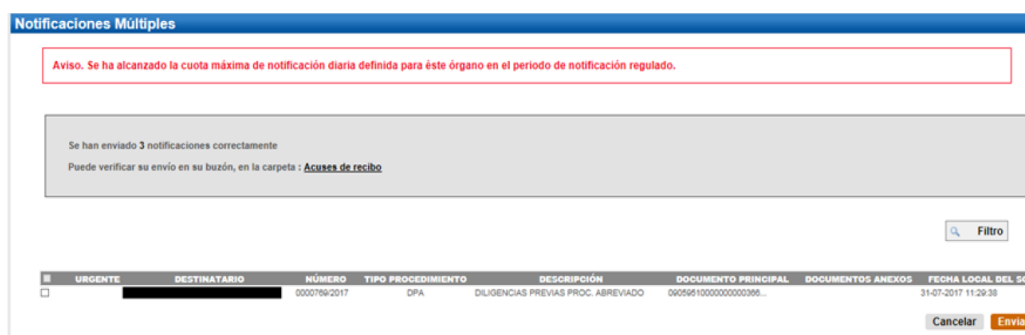 Notificaciones Múltiples
Aviso. Se ha alcanzado la cuota máxima de notificación diaria definida para éste órgano en el periodo de notificación regulado.
Se han enviado 3 notificaciones correctamente
Puede verificar su envío en su buzón, en la carpeta : Acuses de recibo
Filtro
URGENTE DESTINATARIO NÚMERO TIPO PROCEDIMIENTO DESCRIPCIÓN DOCUMENTO PRINCIPAL DOCUMENTOS ANEXOS FECHA LOCAL DEL
0000769/2017 DPA DILIGENCIAS PREVIAS PROC. ABREVIADO 31-07-2017 11:29:38
Cancelar Envia